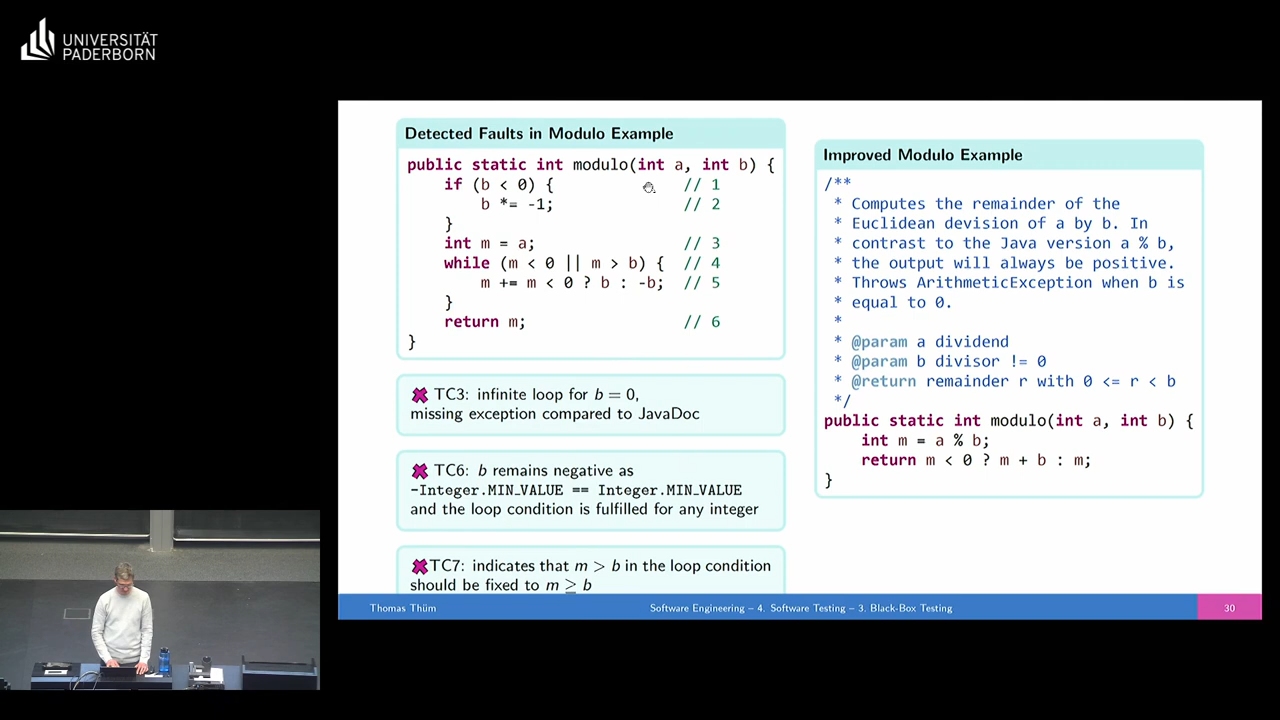 UNIVERSITÄT
PADERBORN
Detected Faults in Modulo Example
public static int modulo(int a, int b) {
if (b < 0) { // 1
b *= -1; // 2
}
int m = a; // 3
while (m < 0 || m > b) { // 4
m += m < 0 ? b : -b; // 5
}
return m; // 6
}
✖ TC3: infinite loop for b = 0,
missing exception compared to JavaDoc
✖ TC6: b remains negative as
-Integer.MIN_VALUE == Integer.MIN_VALUE
and the loop condition is fulfilled for any integer
✖TC7: indicates that m > b in the loop condition
should be fixed to m ≥ b
Improved Modulo Example
/**
* Computes the remainder of the
* Euclidean devision of a by b. In
* contrast to the Java version a % b,
* the output will always be positive.
* Throws ArithmeticException when b is
* equal to 0.
*
* @param a dividend
* @param b divisor != 0
* @return remainder r with 0 <= r < b
*/
public static int modulo(int a, int b) {
int m = a % b;
return m < 0 ? m + b : m;
}
Thomas Thüm Software Engineering – 4. Software Testing – 3. Black-Box Testing 30